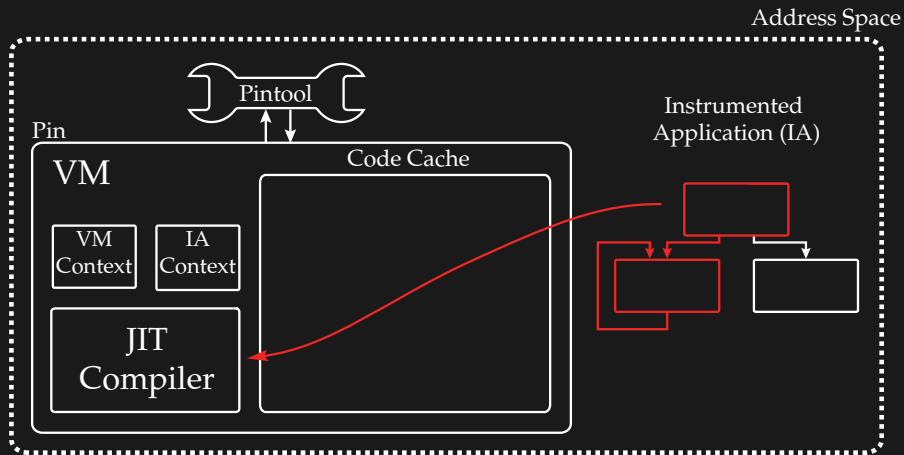 Address Space
Pintool
Instrumented
Application (IA)
Pin
VM
Code Cache
VM
Context
IA
Context
JIT
Compiler